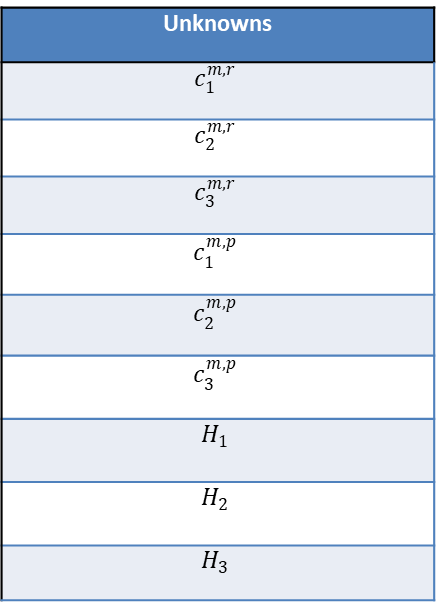 Unknowns
$c_1^{m,r}$
$c_2^{m,r}$
$c_3^{m,r}$
$c_1^{m,p}$
$c_2^{m,p}$
$c_3^{m,p}$
$H_1$
$H_2$
$H_3$